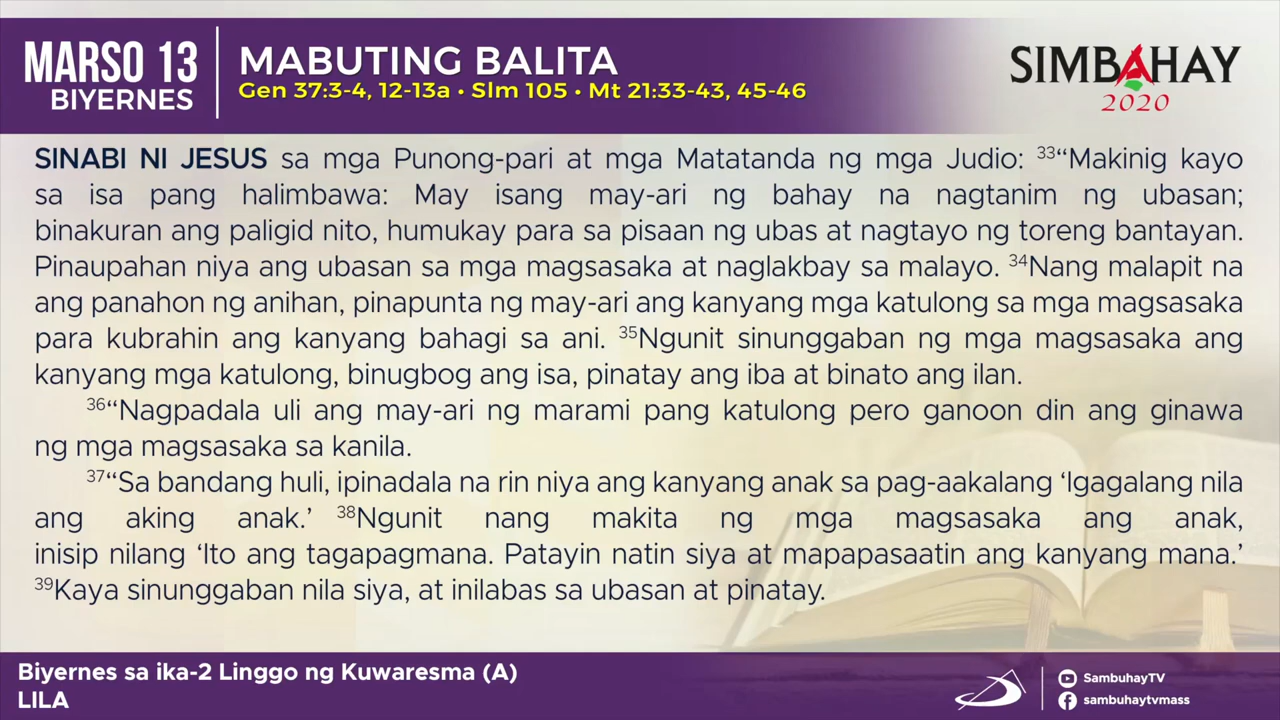 MARSO 13
BIYERNES
MABUTING BALITA
Gen 37:3-4, 12-13a • Slm 105 • Mt 21:33-43, 45-46
SIMBAHAY
2020
SINABI NI JESUS sa mga Punong-pari at mga Matatanda ng mga Judio: ³³“Makinig kayo
sa isa pang halimbawa: May isang may-ari ng bahay na nagtanim ng ubasan;
binakuran ang paligid nito, humukay para sa pisaan ng ubas at nagtayo ng toreng bantayan.
Pinaupahan niya ang ubasan sa mga magsasaka at naglakbay sa malayo. ³⁴Nang malapit na
ang panahon ng anihan, pinapunta ng may-ari ang kanyang mga katulong sa mga magsasaka
para kubrahin ang kanyang bahagi sa ani. ³⁵Ngunit sinunggaban ng mga magsasaka ang
kanyang mga katulong, binugbog ang isa, pinatay ang iba at binato ang ilan.
³⁶“Nagpadala uli ang may-ari ng marami pang katulong pero ganoon din ang ginawa
ng mga magsasaka sa kanila.
³⁷“Sa bandang huli, ipinadala na rin niya ang kanyang anak sa pag-aakalang ‘Igagalang nila
ang aking anak.’ ³⁸Ngunit nang makita ng mga magsasaka ang anak,
inisip nilang ‘Ito ang tagapagmana. Patayin natin siya at mapapasaatin ang kanyang mana.’
³⁹Kaya sinunggaban nila siya, at inilabas sa ubasan at pinatay.
Biyernes sa ika-2 Linggo ng Kuwaresma (A)
LILA
SambuhayTV
sambuhaytvmass